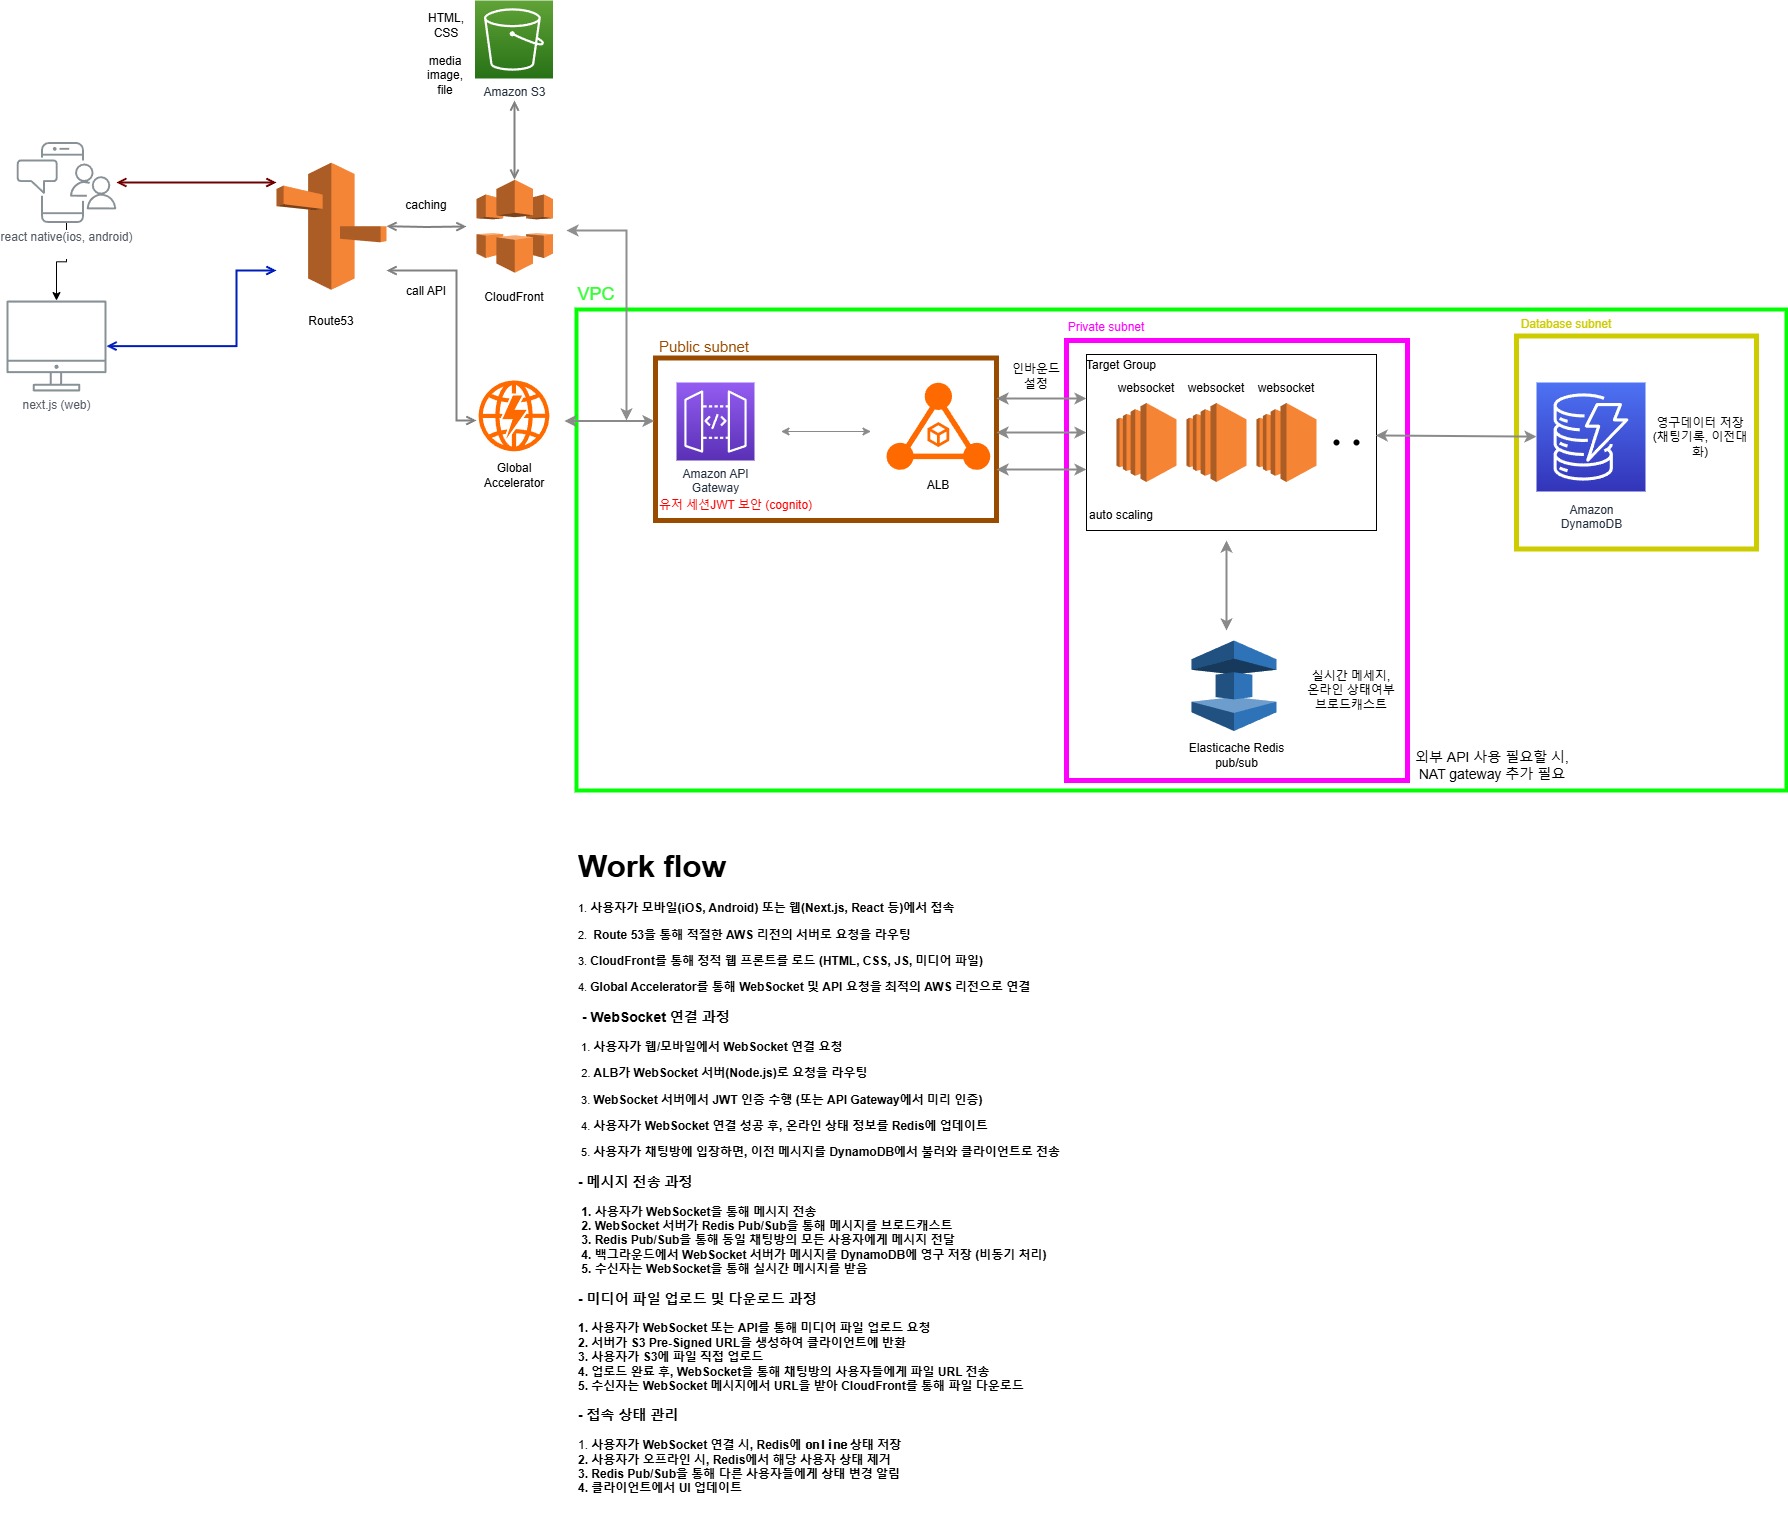 HTML,
CSS
media
image,
file
Amazon S3
react native(ios, android)
next.js (web)
Route53
caching
call API
CloudFront
Global
Accelerator
VPC
Public subnet
Amazon API
Gateway
유저 세션JWT 보안 (cognito)
ALB
인바운드
설정
Private subnet
Target Group
websocket websocket websocket
auto scaling
Elasticache Redis
pub/sub
실시간 메세지,
온라인 상태여부
브로드캐스트
Database subnet
Amazon
DynamoDB
영구데이터 저장
(채팅기록, 이전대
화)
외부 API 사용 필요할 시,
NAT gateway 추가 필요
Work flow
1. 사용자가 모바일(iOS, Android) 또는 웹(Next.js, React 등)에서 접속
2. Route 53을 통해 적절한 AWS 리전의 서버로 요청을 라우팅
3. CloudFront를 통해 정적 웹 프론트를 로드 (HTML, CSS, JS, 미디어 파일)
4. Global Accelerator를 통해 WebSocket 및 API 요청을 최적의 AWS 리전으로 연결
- WebSocket 연결 과정
1. 사용자가 웹/모바일에서 WebSocket 연결 요청
2. ALB가 WebSocket 서버(Node.js)로 요청을 라우팅
3. WebSocket 서버에서 JWT 인증 수행 (또는 API Gateway에서 미리 인증)
4. 사용자가 WebSocket 연결 성공 후, 온라인 상태 정보를 Redis에 업데이트
5. 사용자가 채팅방에 입장하면, 이전 메시지를 DynamoDB에서 불러와 클라이언트로 전송
- 메시지 전송 과정
1. 사용자가 WebSocket을 통해 메시지 전송
2. WebSocket 서버가 Redis Pub/Sub을 통해 메시지를 브로드캐스트
3. Redis Pub/Sub을 통해 동일 채팅방의 모든 사용자에게 메시지 전달
4. 백그라운드에서 WebSocket 서버가 메시지를 DynamoDB에 영구 저장 (비동기 처리)
5. 수신자는 WebSocket을 통해 실시간 메시지를 받음
- 미디어 파일 업로드 및 다운로드 과정
1. 사용자가 WebSocket 또는 API를 통해 미디어 파일 업로드 요청
2. 서버가 S3 Pre-Signed URL을 생성하여 클라이언트에 반환
3. 사용자가 S3에 파일 직접 업로드
4. 업로드 완료 후, WebSocket을 통해 채팅방의 사용자들에게 파일 URL 전송
5. 수신자는 WebSocket 메시지에서 URL을 받아 CloudFront를 통해 파일 다운로드
- 접속 상태 관리
1. 사용자가 WebSocket 연결 시, Redis에 online 상태 저장
2. 사용자가 오프라인 시, Redis에서 해당 사용자 상태 제거
3. Redis Pub/Sub을 통해 다른 사용자들에게 상태 변경 알림
4. 클라이언트에서 UI 업데이트